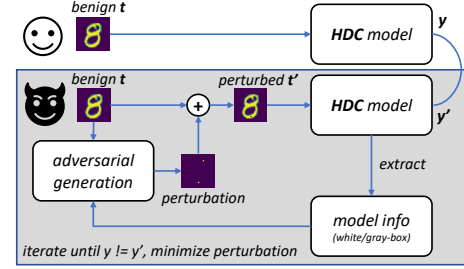 benign t
HDC model
y
benign t
perturbed t’
+
HDC model
y’
adversarial
generation
perturbation
extract
model info
(white/gray-box)
iterate until y != y’, minimize perturbation